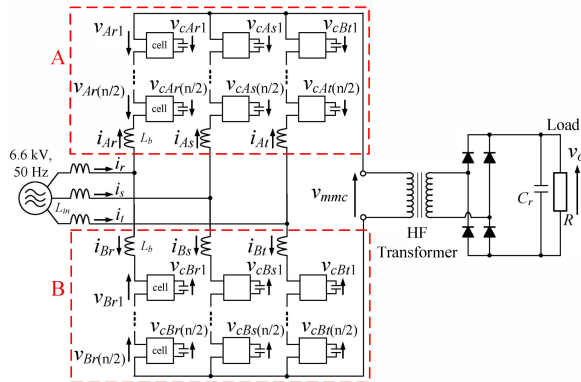 A
v_{Ar1}
cell
v_{cAr1}
v_{cAs1}
v_{cBt1}
v_{Ar(n/2)}
cell
v_{cAr(n/2)}
v_{cAs(n/2)}
v_{cAt(n/2)}
i_{Ar}
L_b
i_{As}
i_{At}
6.6 kV,
50 Hz
L_{in}
i_r
i_s
i_t
v_{mmc}
HF
Transformer
C_r
Load
R
B
i_{Br}
L_b
i_{Bs}
i_{Bt}
v_{Br1}
cell
v_{cBr1}
v_{cBs1}
v_{cBt1}
v_{Br(n/2)}
cell
v_{cBr(n/2)}
v_{cBs(n/2)}
v_{cBt(n/2)}